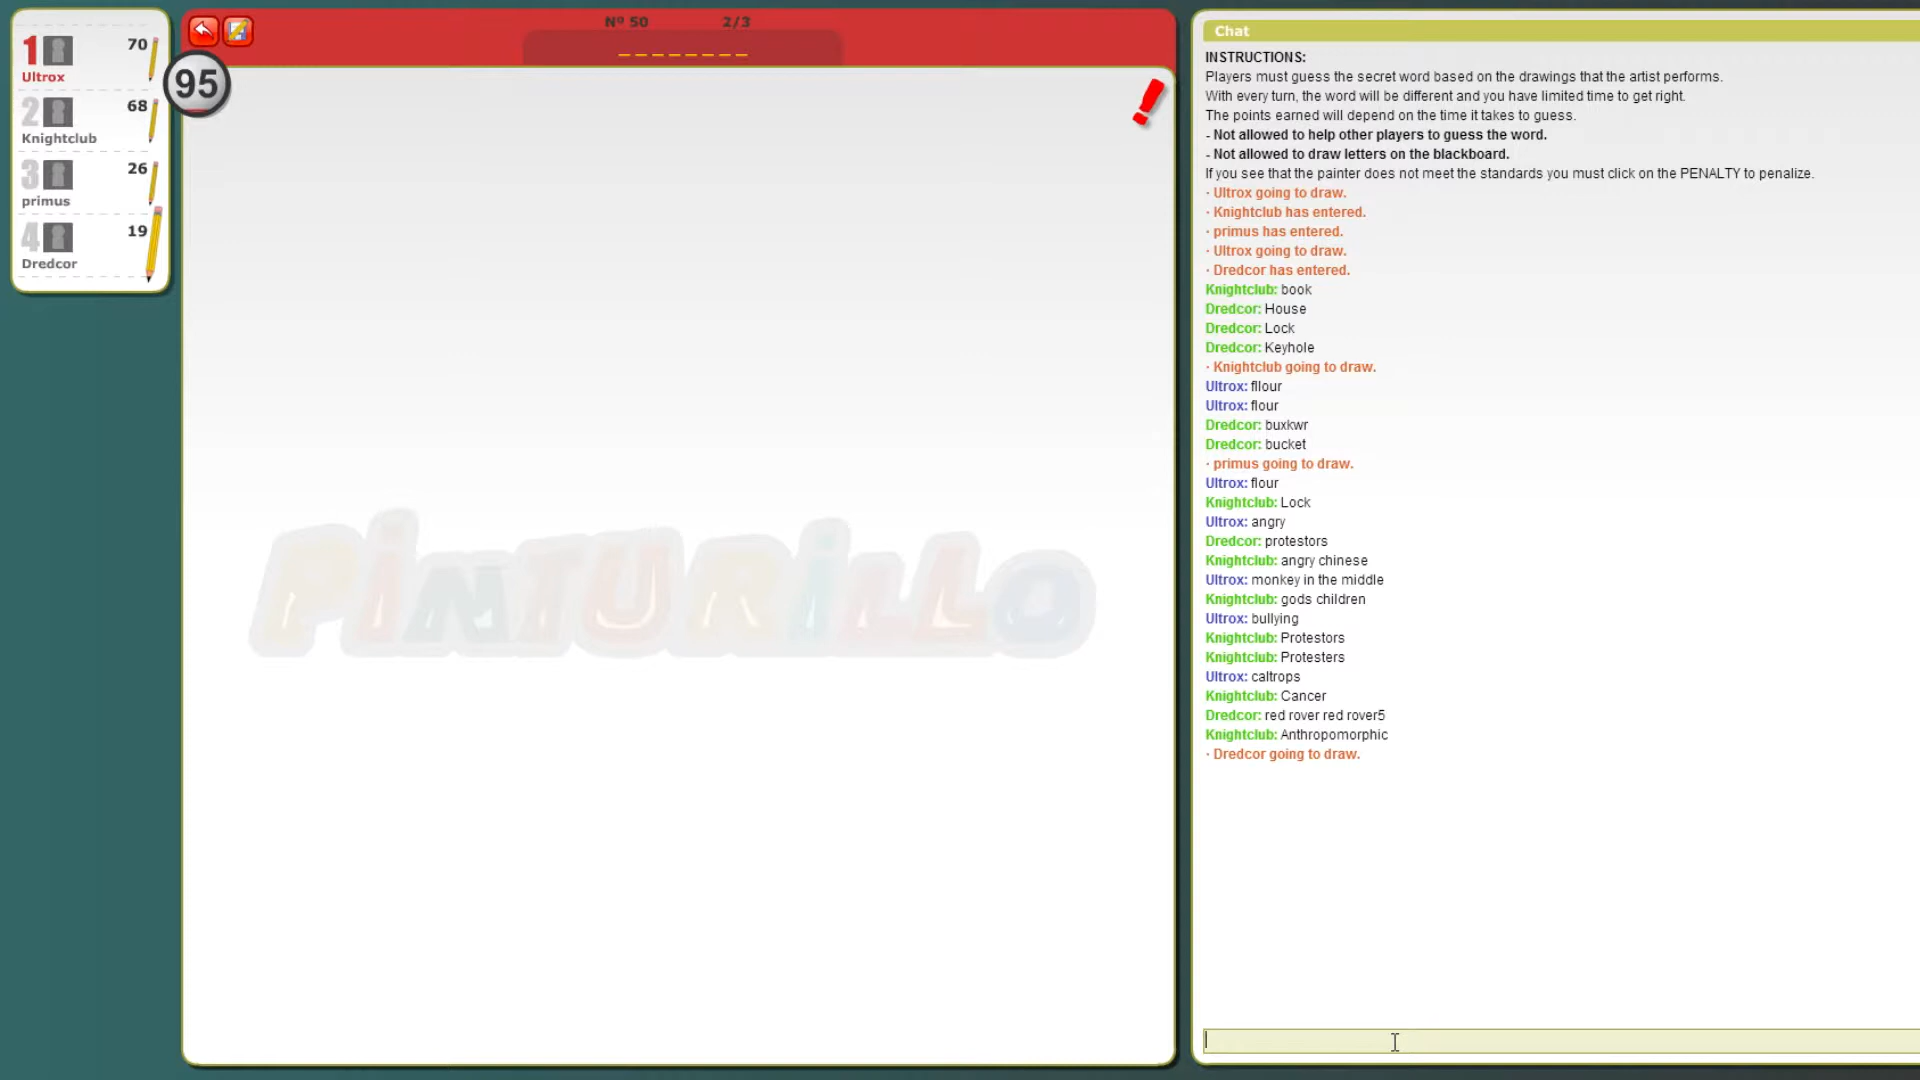 1 70
Ultrox
2 68
Knightclub
3 26
primus
4 19
Dredcor
95
Nº 50 2/3
_ _ _ _ _ _ _ _
PINTURILLO
Chat
INSTRUCTIONS:
Players must guess the secret word based on the drawings that the artist performs.
With every turn, the word will be different and you have limited time to get right.
The points earned will depend on the time it takes to guess.
- Not allowed to help other players to guess the word.
- Not allowed to draw letters on the blackboard.
If you see that the painter does not meet the standards you must click on the PENALTY to penalize.
· Ultrox going to draw.
· Knightclub has entered.
· primus has entered.
· Ultrox going to draw.
· Dredcor has entered.
Knightclub: book
Dredcor: House
Dredcor: Lock
Dredcor: Keyhole
· Knightclub going to draw.
Ultrox: fllour
Ultrox: flour
Dredcor: buxkwr
Dredcor: bucket
· primus going to draw.
Ultrox: flour
Knightclub: Lock
Ultrox: angry
Dredcor: protestors
Knightclub: angry chinese
Ultrox: monkey in the middle
Knightclub: gods children
Ultrox: bullying
Knightclub: Protestors
Knightclub: Protesters
Ultrox: caltrops
Knightclub: Cancer
Dredcor: red rover red rover5
Knightclub: Anthropomorphic
· Dredcor going to draw.